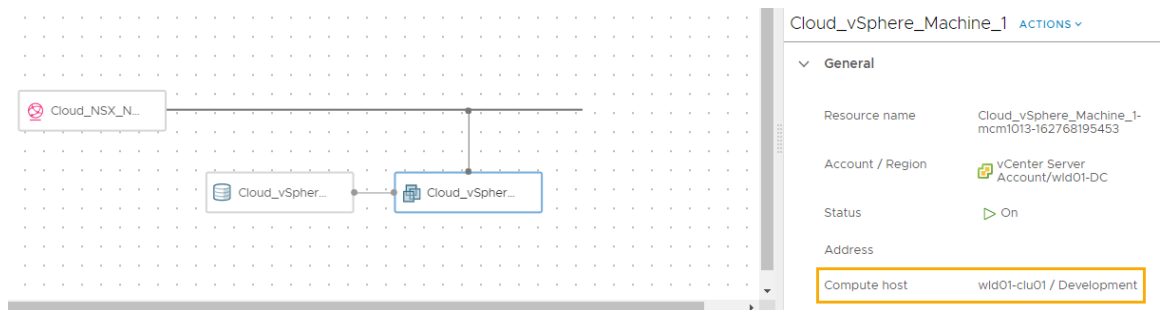 Cloud_vSphere_Machine_1 ACTIONS
General
Cloud_NSX_N...
Resource name
Cloud_vSphere_Machine_1-
mcm1013-162768195453
Account / Region
vCenter Server
Account/wld01-DC
Cloud_vSpher...
Cloud_vSpher...
Status
On
Address
Compute host
wld01-clu01 / Development